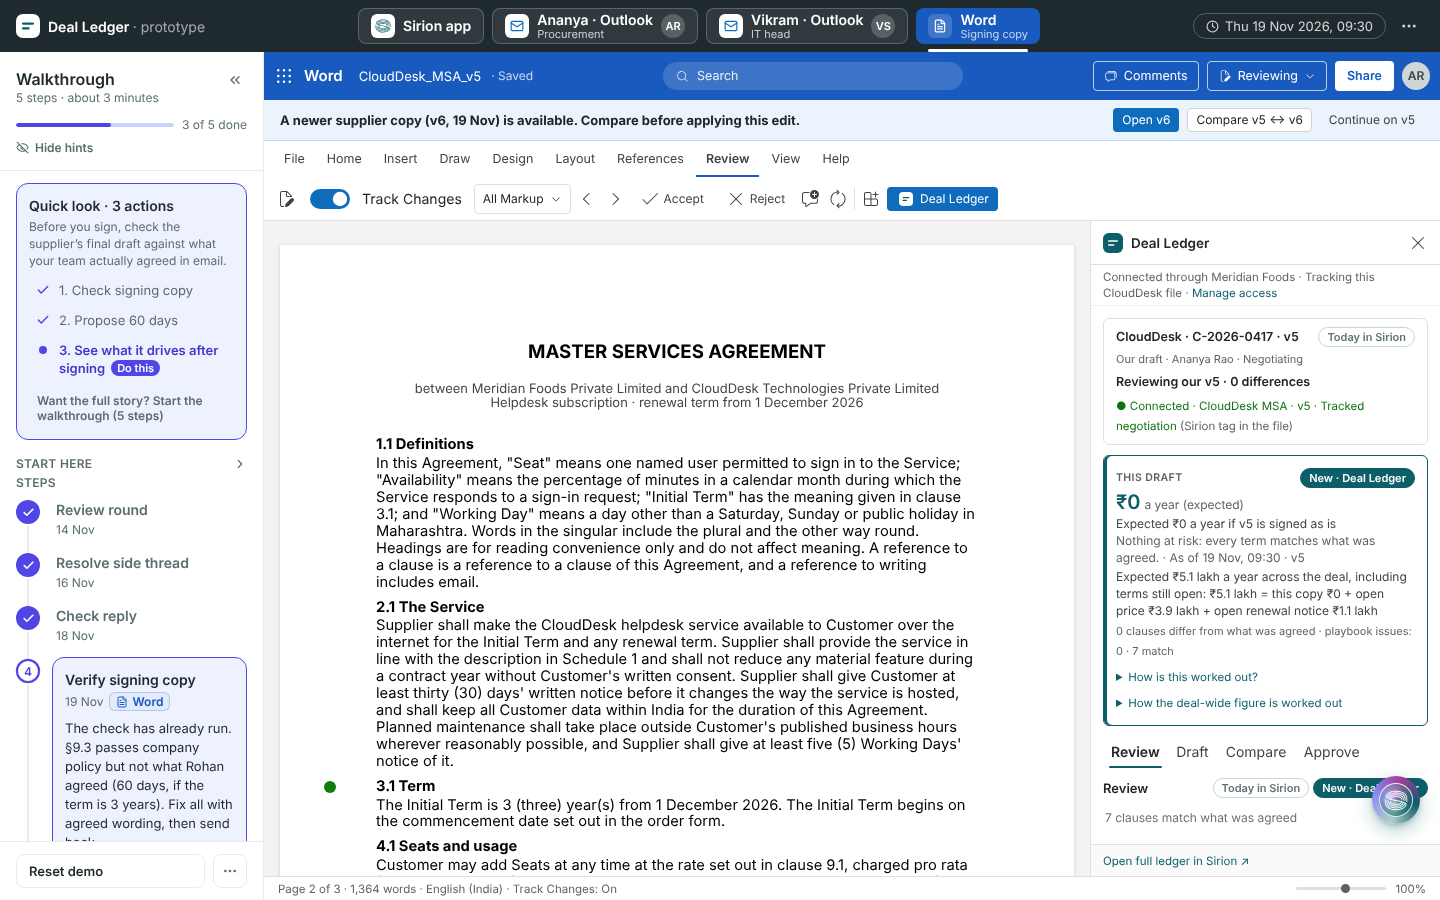 Deal Ledger · prototype
Sirion app
Ananya · Outlook
Procurement
AR
Vikram · Outlook
IT head
VS
Word
Signing copy
Thu 19 Nov 2026, 09:30
Walkthrough
5 steps · about 3 minutes
3 of 5 done
Hide hints
Quick look · 3 actions
Before you sign, check the
supplier's final draft against what
your team actually agreed in email.
1. Check signing copy
2. Propose 60 days
3. See what it drives after
signing Do this
Want the full story? Start the
walkthrough (5 steps)
START HERE
STEPS
Review round
14 Nov
Resolve side thread
16 Nov
Check reply
18 Nov
4
Verify signing copy
19 Nov Word
The check has already run.
§9.3 passes company
policy but not what Rohan
agreed (60 days, if the
term is 3 years). Fix all with
agreed wording, then send
Reset demo
Word
CloudDesk_MSA_v5 · Saved
Search
Comments
Reviewing
Share
AR
A newer supplier copy (v6, 19 Nov) is available. Compare before applying this edit.
Open v6
Compare v5 ↔ v6
Continue on v5
File Home Insert Draw Design Layout References Review View Help
Track Changes
All Markup
Accept
Reject
Deal Ledger
MASTER SERVICES AGREEMENT
between Meridian Foods Private Limited and CloudDesk Technologies Private Limited
Helpdesk subscription · renewal term from 1 December 2026
1.1 Definitions
In this Agreement, "Seat" means one named user permitted to sign in to the Service;
"Availability" means the percentage of minutes in a calendar month during which the
Service responds to a sign-in request; "Initial Term" has the meaning given in clause
3.1; and "Working Day" means a day other than a Saturday, Sunday or public holiday in
Maharashtra. Words in the singular include the plural and the other way round.
Headings are for reading convenience only and do not affect meaning. A reference to
a clause is a reference to a clause of this Agreement, and a reference to writing
includes email.
2.1 The Service
Supplier shall make the CloudDesk helpdesk service available to Customer over the
internet for the Initial Term and any renewal term. Supplier shall provide the service in
line with the description in Schedule 1 and shall not reduce any material feature during
a contract year without Customer's written consent. Supplier shall give Customer at
least thirty (30) days' written notice before it changes the way the service is hosted,
and shall keep all Customer data within India for the duration of this Agreement.
Planned maintenance shall take place outside Customer's published business hours
wherever reasonably possible, and Supplier shall give at least five (5) Working Days'
notice of it.
3.1 Term
The Initial Term is 3 (three) year(s) from 1 December 2026. The Initial Term begins on
the commencement date set out in the order form.
4.1 Seats and usage
Customer may add Seats at any time at the rate set out in clause 9.1, charged pro rata
Page 2 of 3 · 1,364 words · English (India) · Track Changes: On
100%
Deal Ledger
Connected through Meridian Foods · Tracking this
CloudDesk file · Manage access
CloudDesk · C-2026-0417 · v5
Today in Sirion
Our draft · Ananya Rao · Negotiating
Reviewing our v5 · 0 differences
Connected · CloudDesk MSA · v5 · Tracked
negotiation (Sirion tag in the file)
THIS DRAFT
New · Deal Ledger
₹0 a year (expected)
Expected ₹0 a year if v5 is signed as is
Nothing at risk: every term matches what was
agreed. · As of 19 Nov, 09:30 · v5
Expected ₹5.1 lakh a year across the deal, including
terms still open: ₹5.1 lakh = this copy ₹0 + open
price ₹3.9 lakh + open renewal notice ₹1.1 lakh
0 clauses differ from what was agreed · playbook issues:
0 · 7 match
How is this worked out?
How the deal-wide figure is worked out
Review Draft Compare Approve
Review
Today in Sirion
New ·
7 clauses match what was agreed
Open full ledger in Sirion ↗